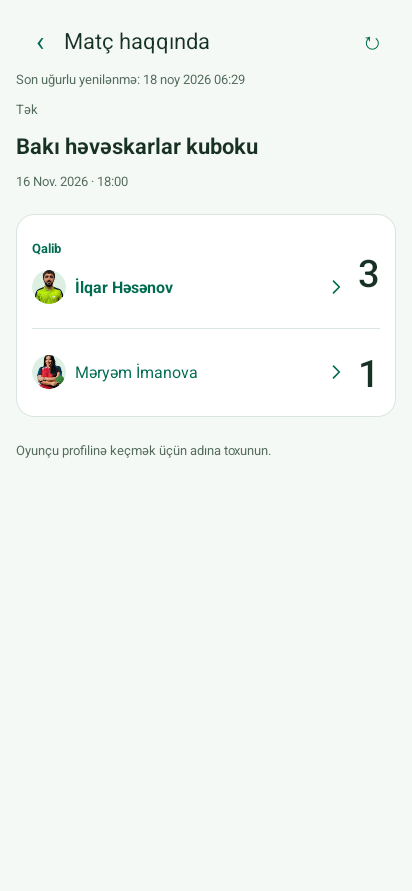 Matç haqqında
Son uğurlu yenilənmə: 18 noy 2026 06:29
Tək
Bakı həvəskarlar kuboku
16 Nov. 2026 · 18:00
Qalib
İlqar Həsənov
3
Məryəm İmanova
1
Oyunçu profilinə keçmək üçün adına toxunun.